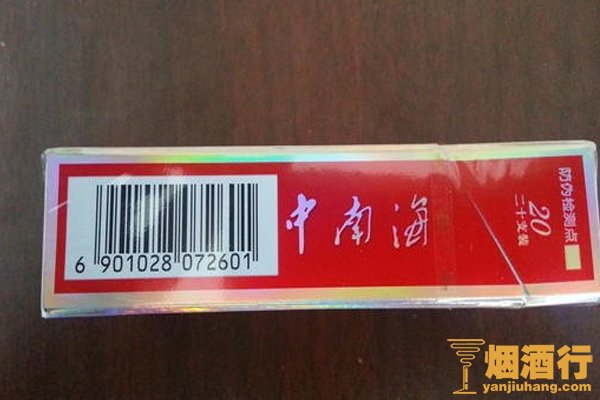 6 901028 072601
中南海
防伪检测点
20
二十支装
烟酒行
yanjiuhang.com